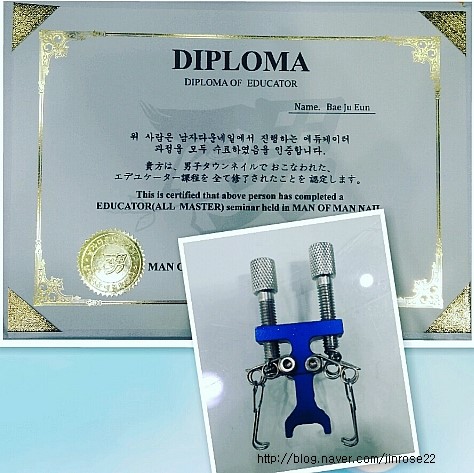 DIPLOMA
DIPLOMA OF EDUCATOR
Name. Bae Ju Eun
위 사람은 남자다운네일에서 진행하는 에듀케이터
과정을 모두 수료하였음을 인증합니다.
貴方は、男子タウンネイルで おこなわれた、
エデュケーター課程を 全て修了されたことを 認定します。
This is certified that above person has completed a
EDUCATOR(ALL MASTER) seminar held in MAN OF MAN NAIL
MAN O
http://blog.naver.com/jinrose22